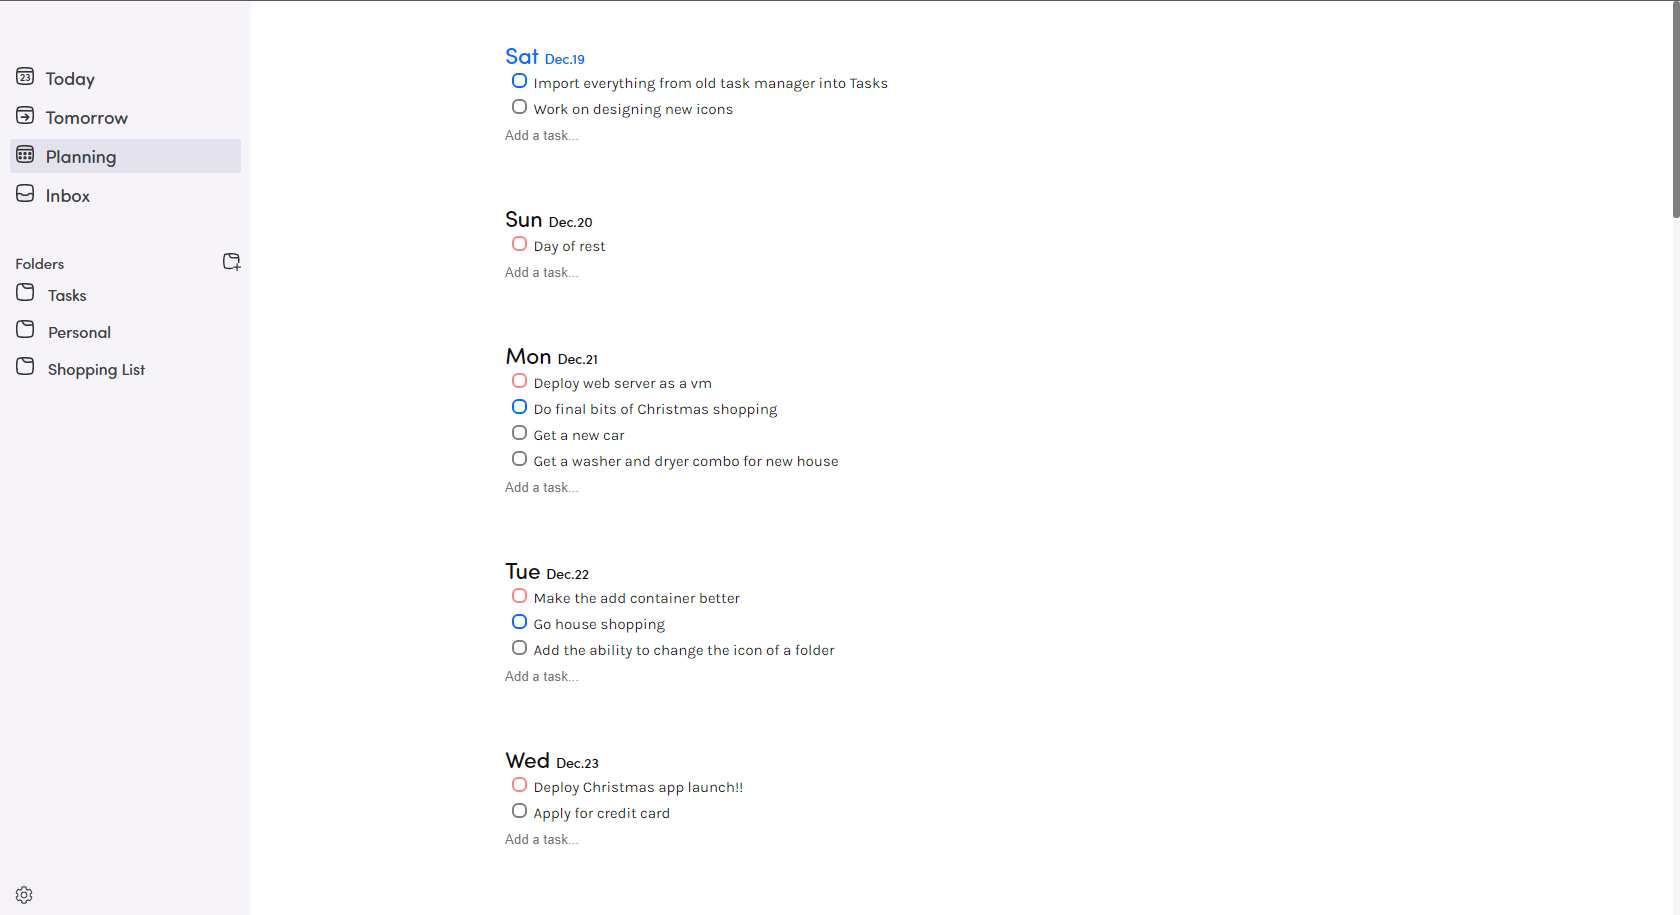 23 Today
Tomorrow
Planning
Inbox
Folders
Tasks
Personal
Shopping List
Sat Dec.19
Import everything from old task manager into Tasks
Work on designing new icons
Add a task...
Sun Dec.20
Day of rest
Add a task...
Mon Dec.21
Deploy web server as a vm
Do final bits of Christmas shopping
Get a new car
Get a washer and dryer combo for new house
Add a task...
Tue Dec.22
Make the add container better
Go house shopping
Add the ability to change the icon of a folder
Add a task...
Wed Dec.23
Deploy Christmas app launch!!
Apply for credit card
Add a task...